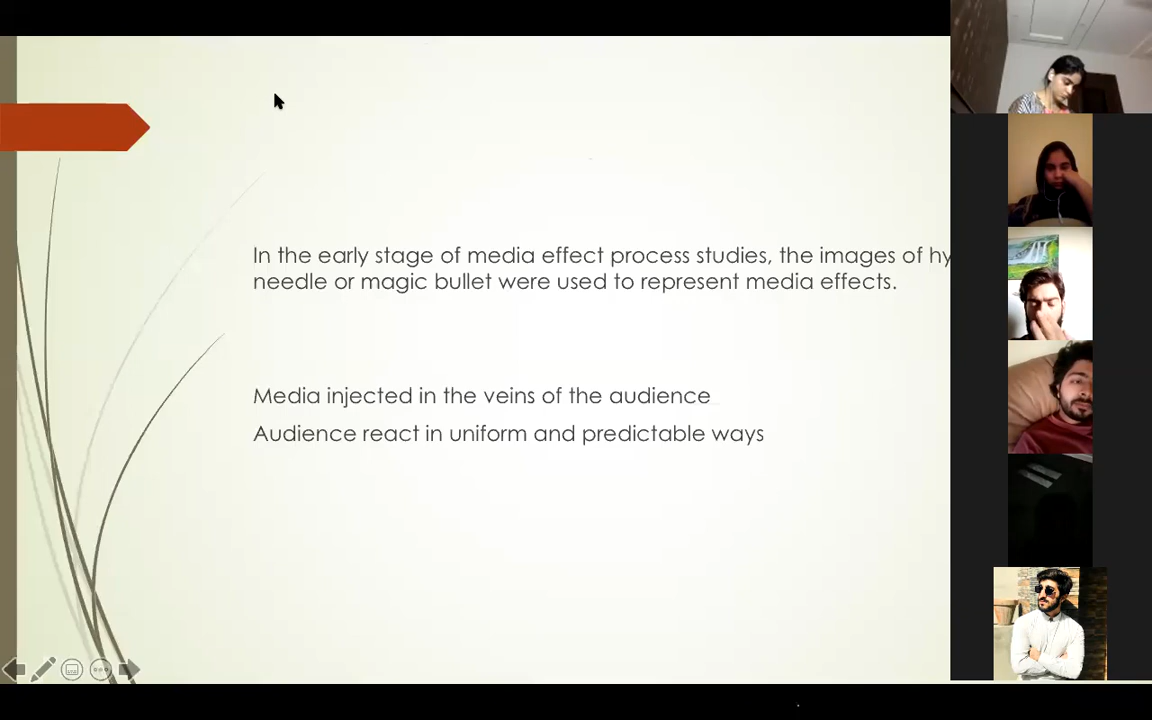 In the early stage of media effect process studies, the images of hy
needle or magic bullet were used to represent media effects.
Media injected in the veins of the audience
Audience react in uniform and predictable ways